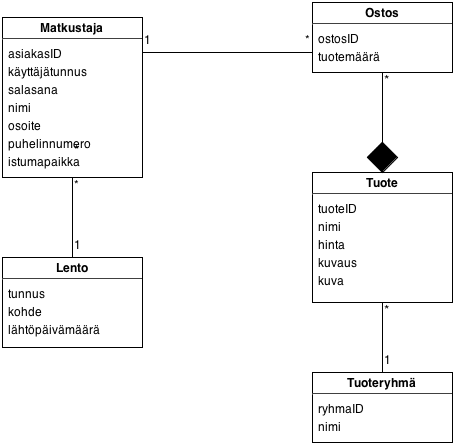 Matkustaja
asiakasID
käyttäjätunnus
salasana
nimi
osoite
puhelinnumero
*
istumapaikka
1
*
Ostos
ostosID
tuotemäärä
*
*
1
Tuote
tuoteID
nimi
hinta
kuvaus
kuva
Lento
tunnus
kohde
lähtöpäivämäärä
*
1
Tuoteryhmä
ryhmaID
nimi